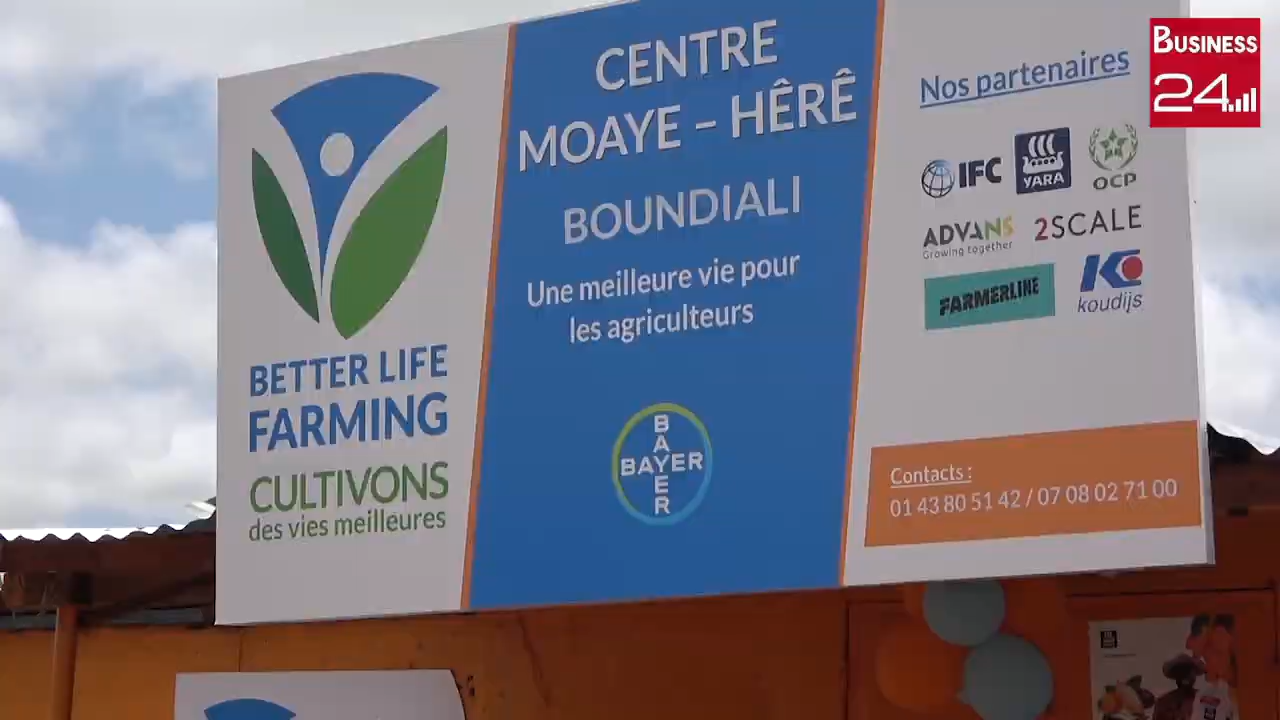 BETTER LIFE
FARMING
CULTIVONS
des vies meilleures
CENTRE
MOAYE – HÊRÊ
BOUNDIALI
Une meilleure vie pour
les agriculteurs
BAYER
BAYER
Nos partenaires
IFC
YARA
OCP
ADVANS
Growing together
2SCALE
FARMERLINE
koudijs
Contacts :
01 43 80 51 42 / 07 08 02 71 00
BUSINESS
24